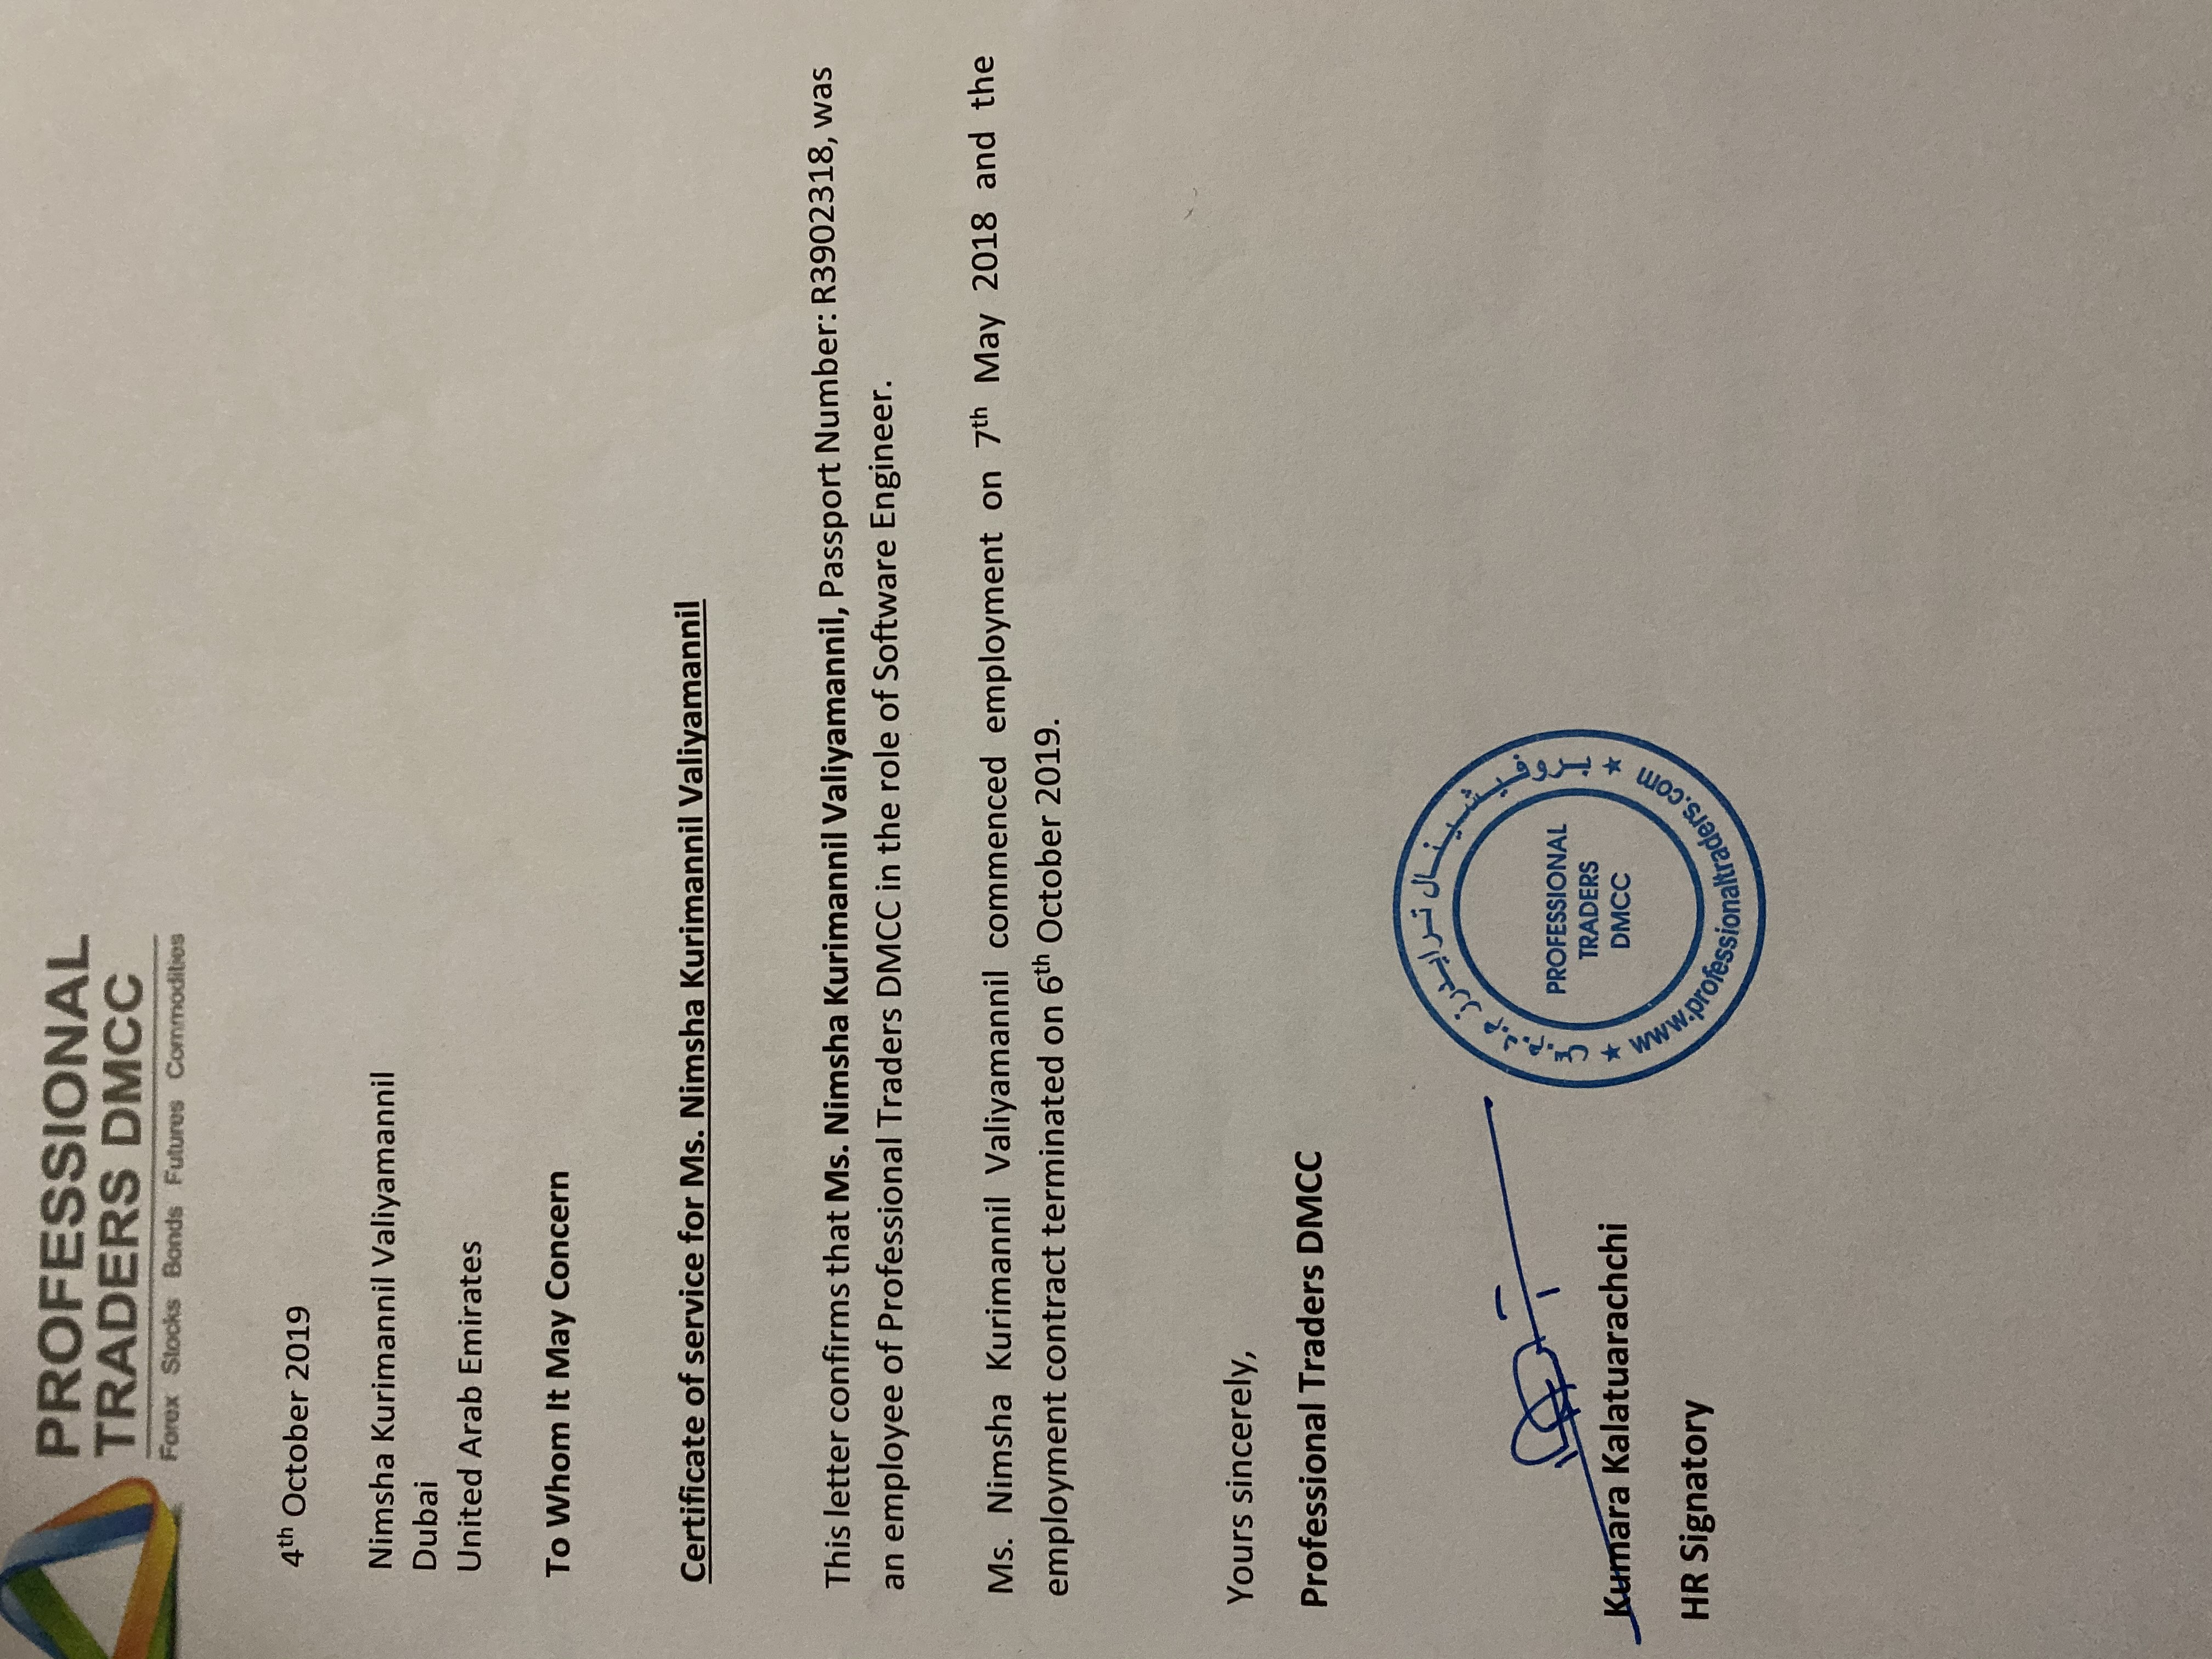 PROFESSIONAL
TRADERS DMCC
Forex Stocks Bonds Futures Commodities
4th October 2019
Nimsha Kurimannil Valiyamannil
Dubai
United Arab Emirates
To Whom It May Concern
Certificate of service for Ms. Nimsha Kurimannil Valiyamannil
This letter confirms that Ms. Nimsha Kurimannil Valiyamannil, Passport Number: R3902318, was
an employee of Professional Traders DMCC in the role of Software Engineer.
Ms. Nimsha Kurimannil Valiyamannil commenced employment on 7th May 2018 and the
employment contract terminated on 6th October 2019.
Yours sincerely,
Professional Traders DMCC
Kumara Kalatuarachchi
HR Signatory
بروفيشينال ترايدرز م.د.م.س
PROFESSIONAL
TRADERS
DMCC
www.professionaltraders.com